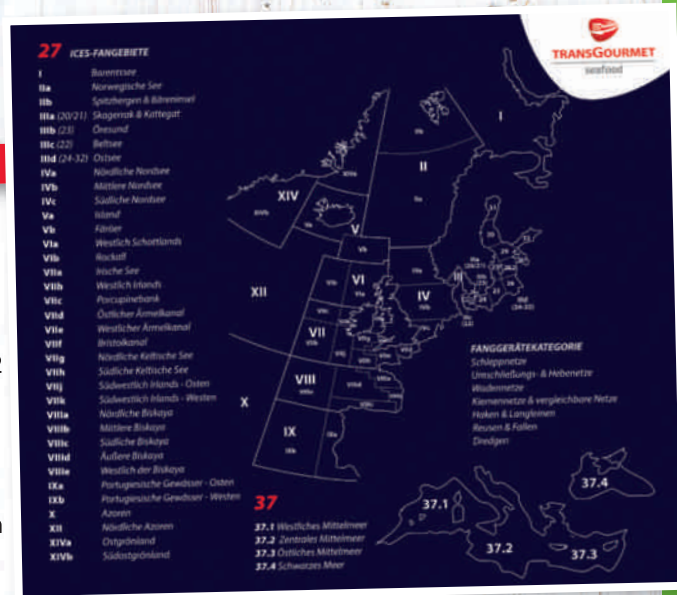 27 ICES-FANGEBIETE
I Barentssee
IIa Norwegische See
IIb Spitzbergen & Bäreninsel
IIIa (20/21) Skagerrak & Kattegat
IIIb (23) Öresund
IIIc (22) Beltsee
IIId (24-32) Ostsee
IVa Nördliche Nordsee
IVb Mittlere Nordsee
IVc Südliche Nordsee
Va Island
Vb Färöer
VIa Westlich Schottlands
VIb Rockall
VIIa Irische See
VIIb Westlich Irlands
VIIc Porcupinebank
VIId Östlicher Ärmelkanal
VIIe Westlicher Ärmelkanal
VIIf Bristolkanal
VIIg Nördliche Keltische See
VIIh Südliche Keltische See
VIIj Südwestlich Irlands - Osten
VIIk Südwestlich Irlands - Westen
VIIIa Nördliche Biskaya
VIIIb Mittlere Biskaya
VIIIc Südliche Biskaya
VIIId Äußere Biskaya
VIIIe Westlich der Biskaya
IXa Portugiesische Gewässer - Osten
IXb Portugiesische Gewässer - Westen
X Azoren
XII Nördliche Azoren
XIVa Ostgrönland
XIVb Südostgrönland
TRANSGOURMET
seafood
I
II
XIV
V
Vb
XII
VI
IV
III
VII
VIII
X
IX
FANGGERÄTEKATEGORIE
Schleppnetze
Umschließungs- & Hebenetze
Wadennetze
Kiemennetze & vergleichbare Netze
Haken & Langleinen
Reusen & Fallen
Dredgen
37
37.1 Westliches Mittelmeer
37.2 Zentrales Mittelmeer
37.3 Östliches Mittelmeer
37.4 Schwarzes Meer
37.4
37.1
37.2
37.3